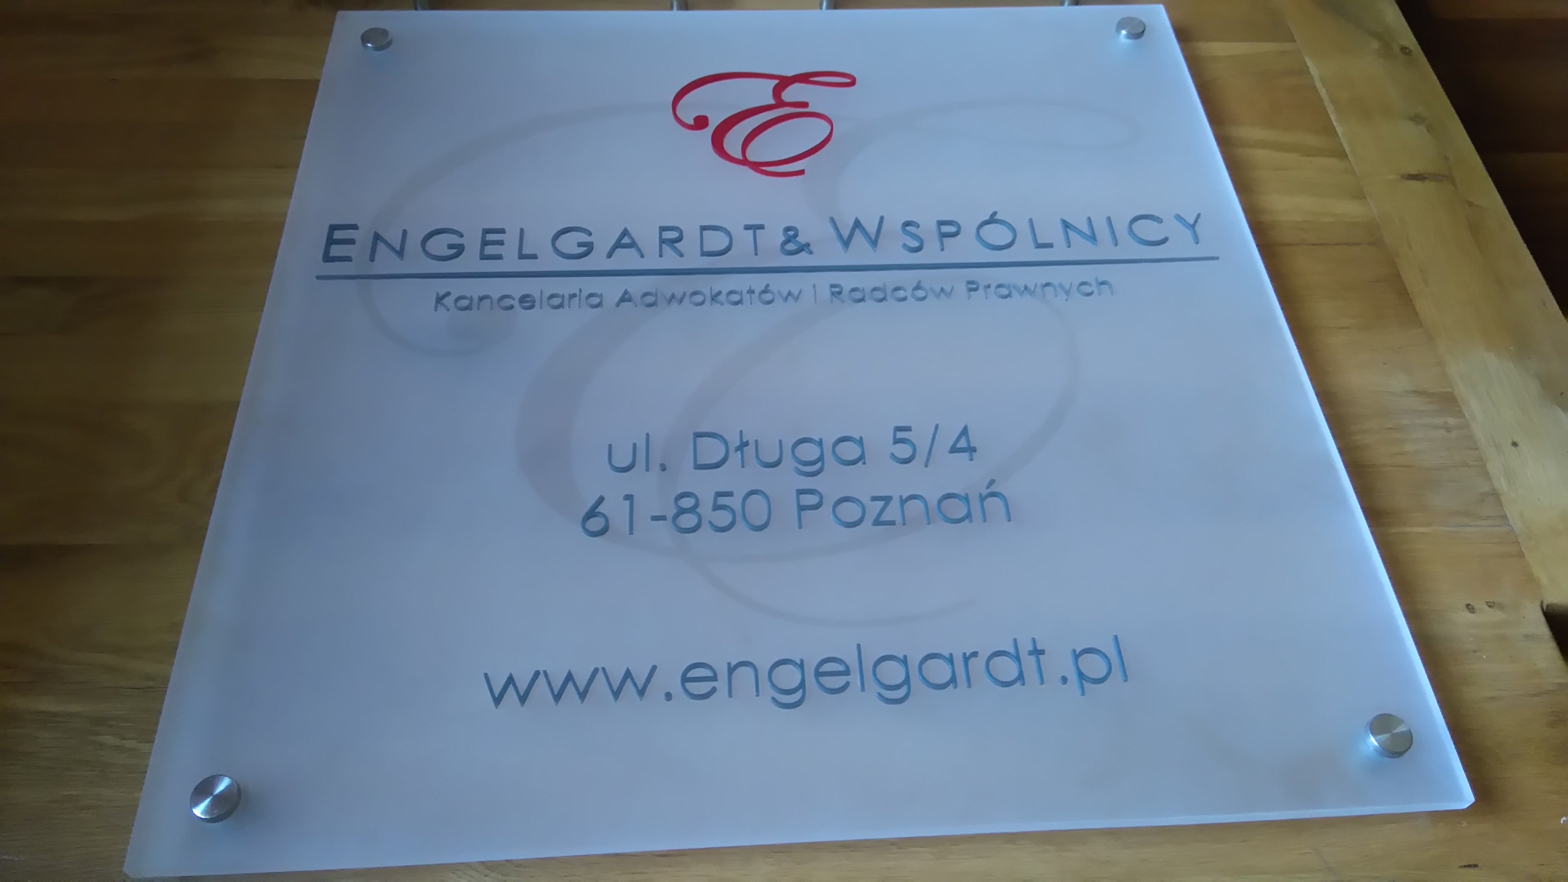 E
ENGELGARDT & WSPÓLNICY
Kancelaria Adwokatów i Radców Prawnych
ul. Długa 5/4
61-850 Poznań
www.engelgardt.pl